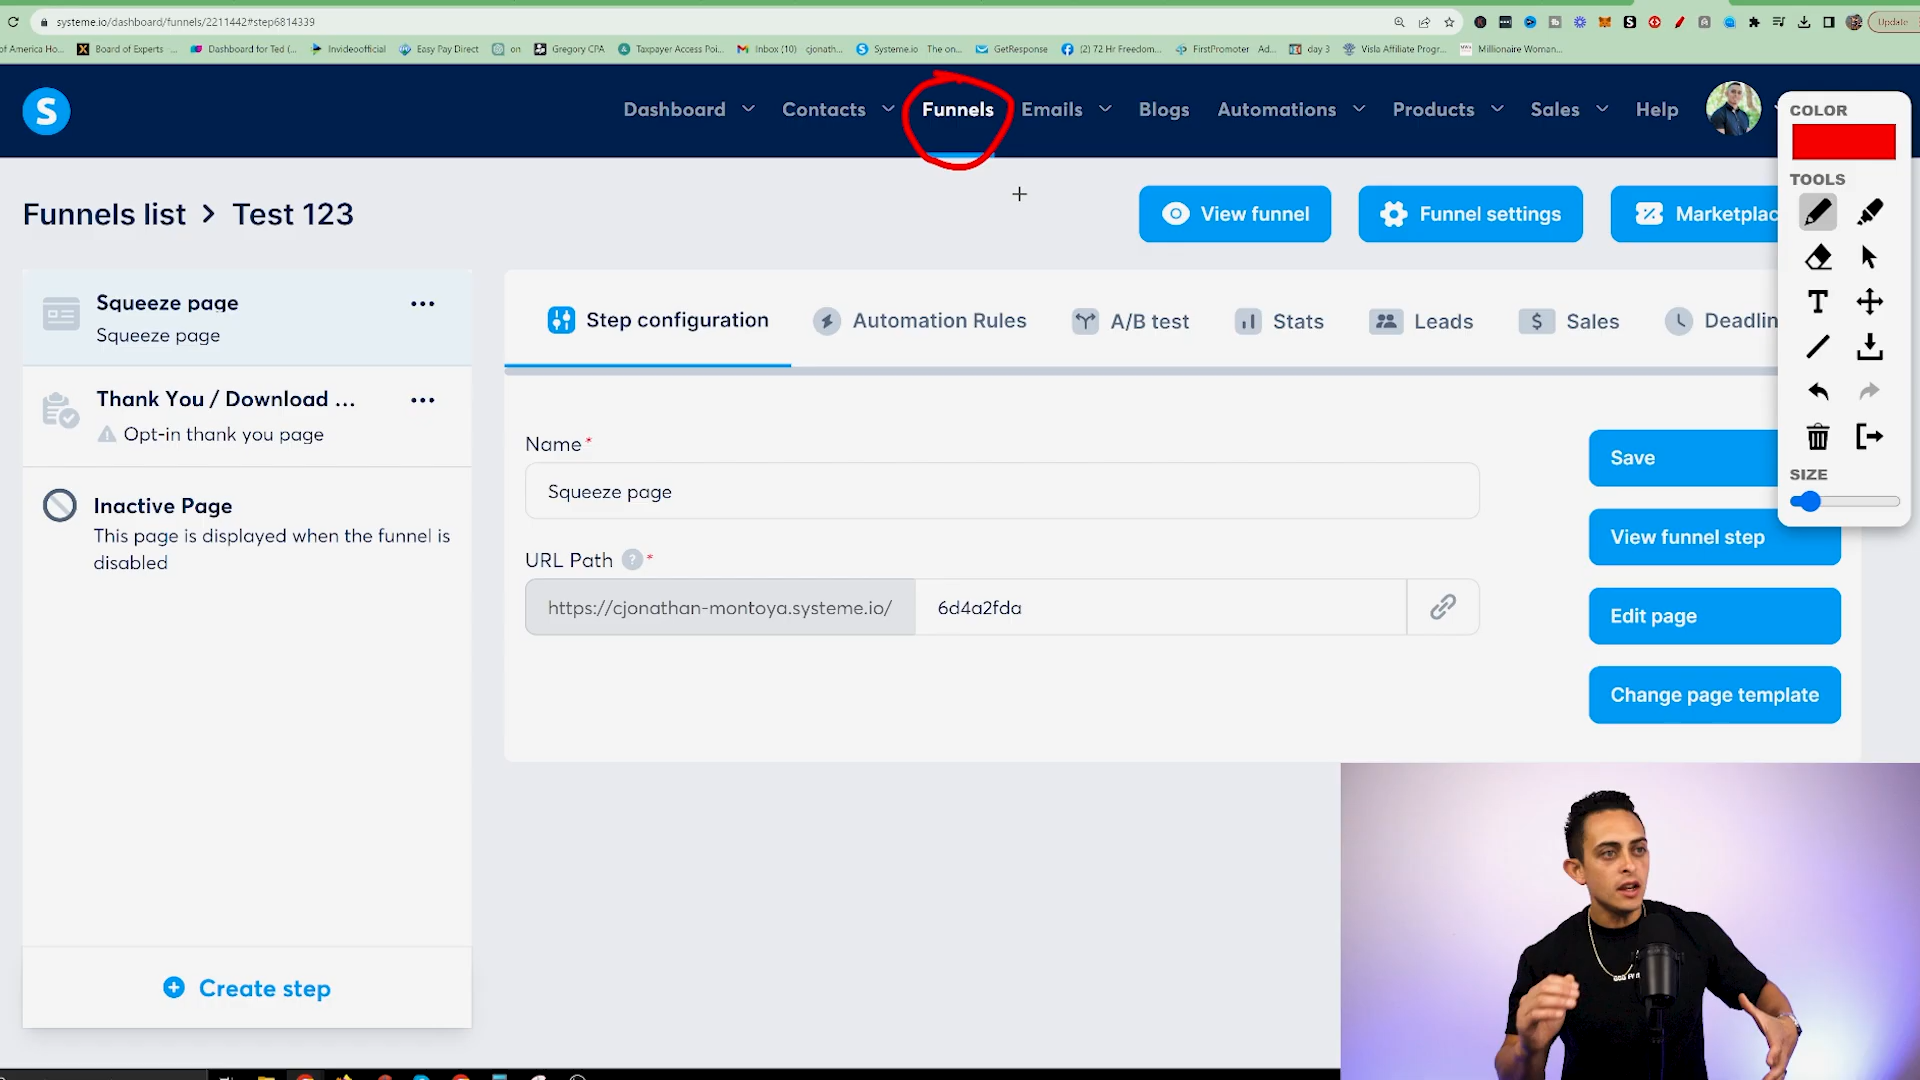 systeme.io/dashboard/funnels/2211442#step6814339
Update
of America Ho...
Board of Experts ...
Dashboard for Ted (...
Invideoofficial
Easy Pay Direct
on
Gregory CPA
Taxpayer Access Poi...
Inbox (10) cjonath...
Systeme.io The on...
GetResponse
(2) 72 Hr Freedom...
FirstPromoter Ad...
day 3
Visla Affiliate Progr...
Millionaire Woman...
S
Dashboard
Contacts
Funnels
Emails
Blogs
Automations
Products
Sales
Help
COLOR
TOOLS
T
SIZE
Funnels list > Test 123
View funnel
Funnel settings
Marketplac
Squeeze page
Squeeze page
Thank You / Download ...
Opt-in thank you page
Inactive Page
This page is displayed when the funnel is
disabled
Create step
Step configuration
Automation Rules
A/B test
Stats
Leads
Sales
Deadlin
Name*
Squeeze page
URL Path ? *
https://cjonathan-montoya.systeme.io/
6d4a2fda
Save
View funnel step
Edit page
Change page template